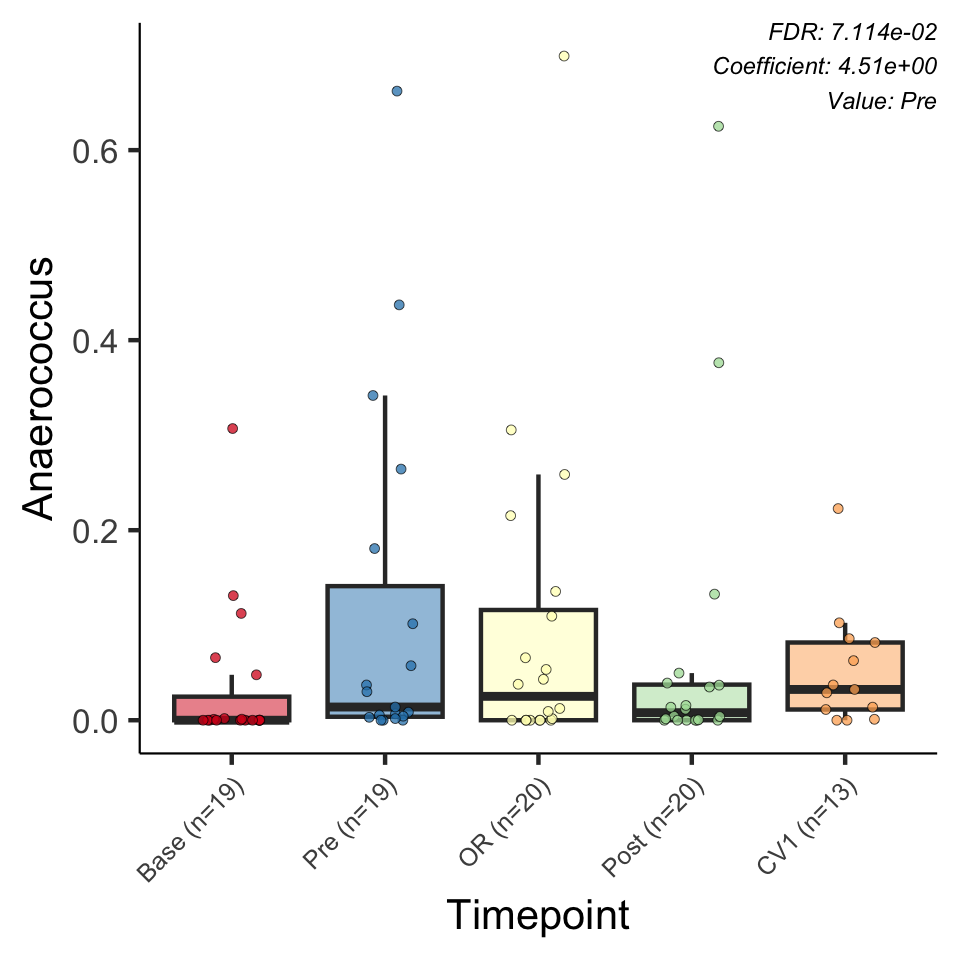 FDR: 7.114e-02
Coefficient: 4.51e+00
Value: Pre
Anaerococcus
0.6
0.4
0.2
0.0
Base (n=19)
Pre (n=19)
OR (n=20)
Post (n=20)
CV1 (n=13)
Timepoint